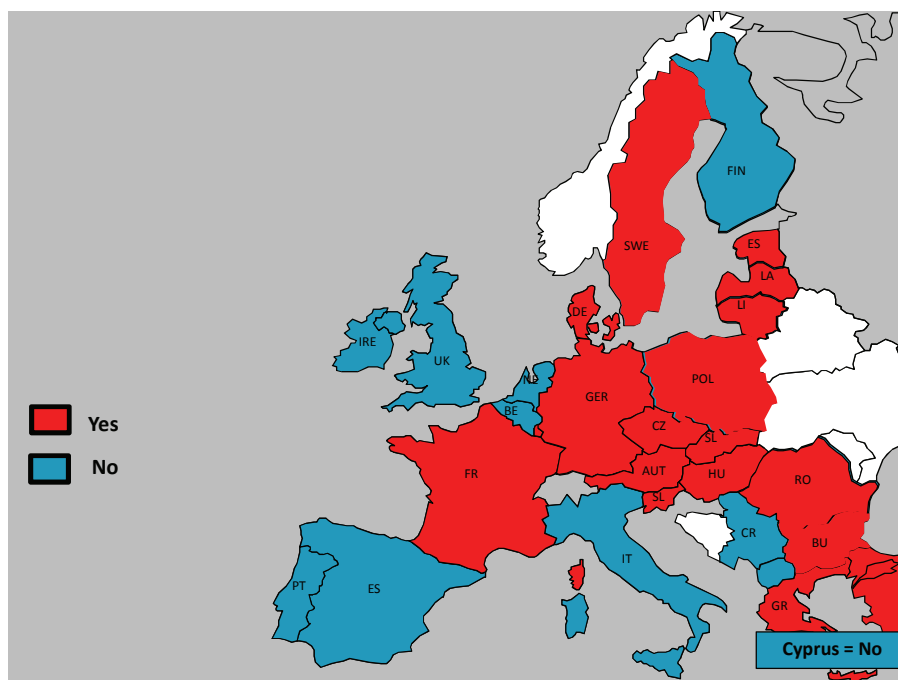 FIN
SWE
ES
LA
LI
DE
IRE
UK
NE
BE
GER
POL
CZ
SL
AUT
HU
SL
FR
RO
CR
BU
IT
PT
ES
GR
Yes
No
Cyprus = No